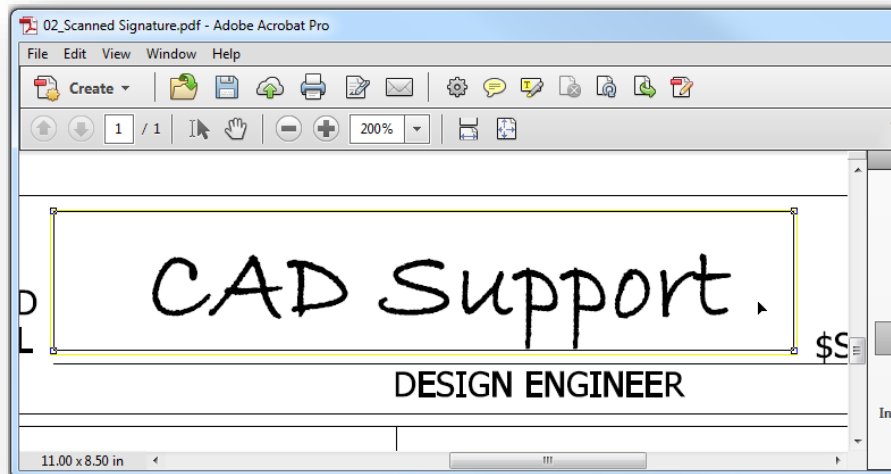 02_Scanned Signature.pdf - Adobe Acrobat Pro
File Edit View Window Help
Create
1 / 1 200%
CAD Support
D
L $S
DESIGN ENGINEER
In
11.00 x 8.50 in